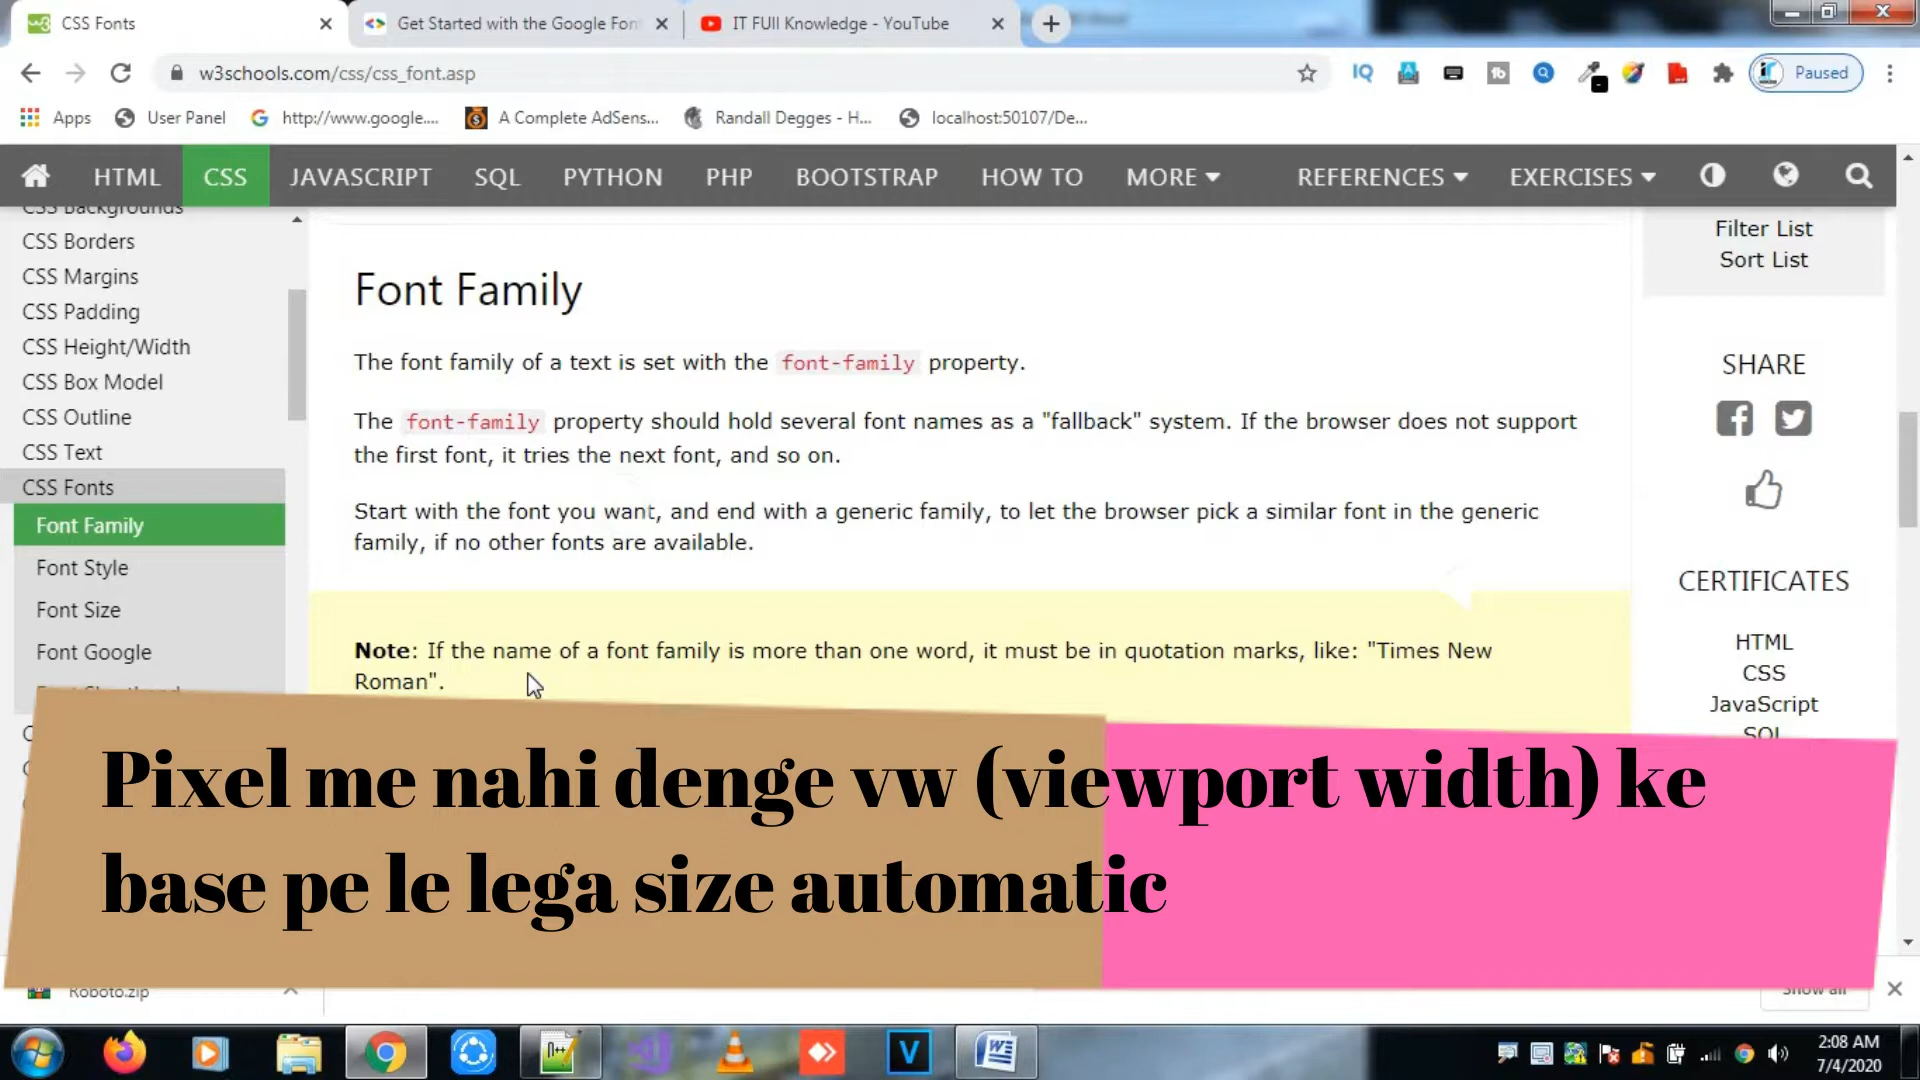 CSS Fonts
Get Started with the Google Fon
IT FUll Knowledge - YouTube
w3schools.com/css/css_font.asp
IQ
Paused
Apps
User Panel
http://www.google....
A Complete AdSens...
Randall Degges - H...
localhost:50107/De...
HTML
CSS
JAVASCRIPT
SQL
PYTHON
PHP
BOOTSTRAP
HOW TO
MORE
REFERENCES
EXERCISES
CSS Backgrounds
CSS Borders
CSS Margins
CSS Padding
CSS Height/Width
CSS Box Model
CSS Outline
CSS Text
CSS Fonts
Font Family
Font Style
Font Size
Font Google
Font Family
The font family of a text is set with the font-family property.
The font-family property should hold several font names as a "fallback" system. If the browser does not support
the first font, it tries the next font, and so on.
Start with the font you want, and end with a generic family, to let the browser pick a similar font in the generic
family, if no other fonts are available.
Note: If the name of a font family is more than one word, it must be in quotation marks, like: "Times New
Roman".
Filter List
Sort List
SHARE
CERTIFICATES
HTML
CSS
JavaScript
SQL
Pixel me nahi denge vw (viewport width) ke
base pe le lega size automatic
Roboto.zip
Show all
2:08 AM
7/4/2020